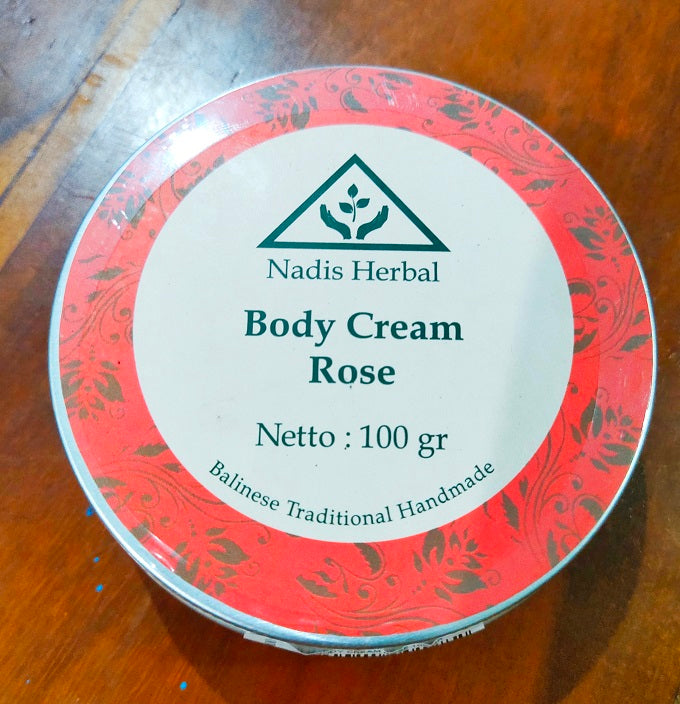 Nadis Herbal
Body Cream
Rose
Netto : 100 gr
Balinese Traditional Handmade